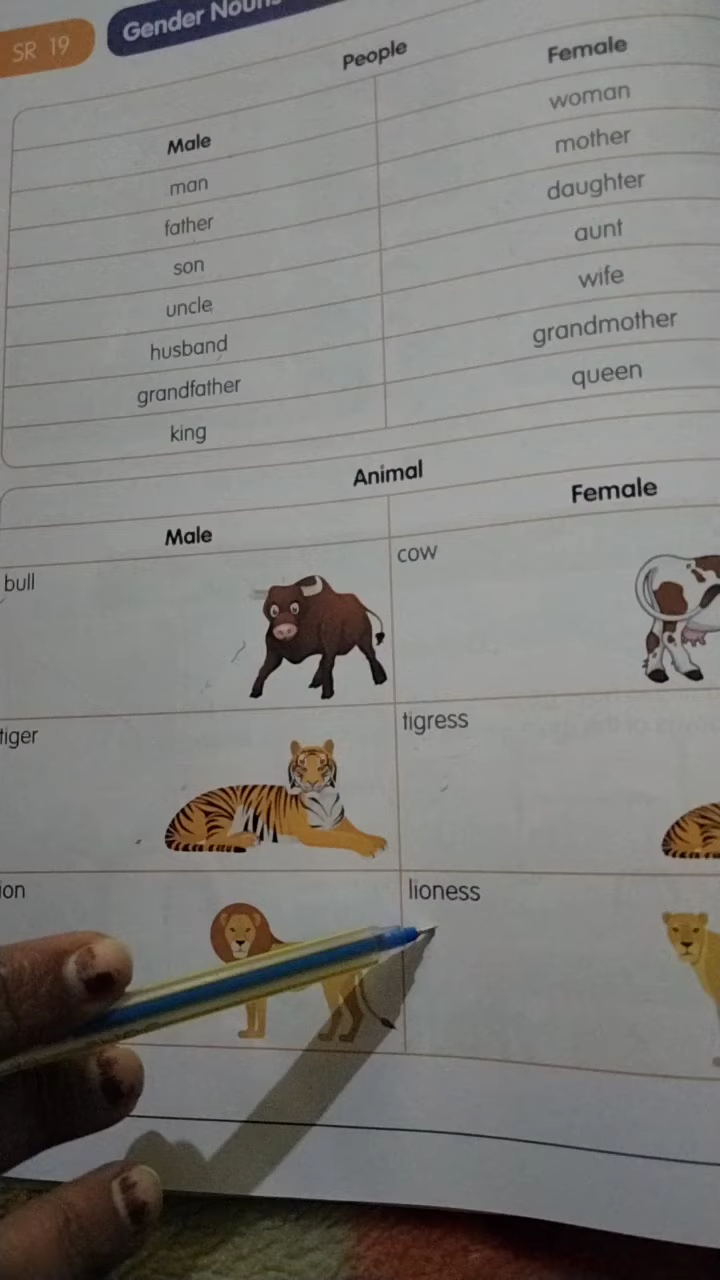 SR 19
Gender Nouns
People
Male Female
man woman
father mother
son daughter
uncle aunt
husband wife
grandfather grandmother
king queen
Animal
Male Female
bull cow
tiger tigress
ion lioness